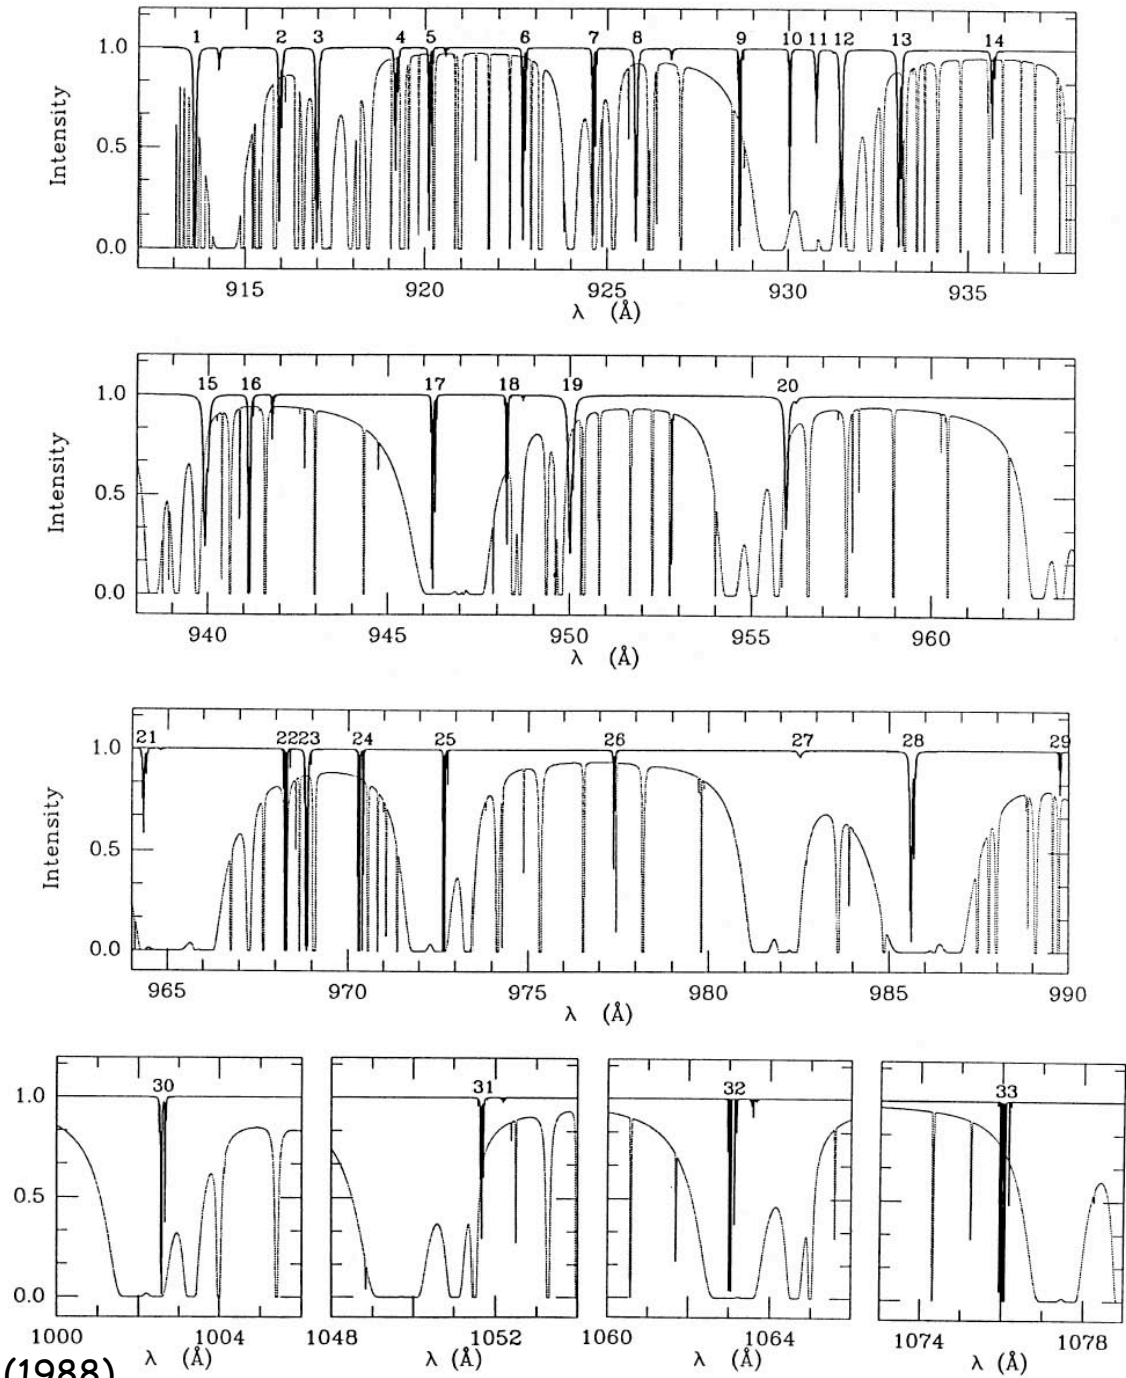 1 2 3 4 5 6 7 8 9 10 11 12 13 14
1.0
Intensity
0.5
0.0
915 920 925 930 935
λ (Å)
15 16 17 18 19 20
1.0
Intensity
0.5
0.0
940 945 950 955 960
λ (Å)
21 22 23 24 25 26 27 28 29
1.0
Intensity
0.5
0.0
965 970 975 980 985 990
λ (Å)
30 31 32 33
1.0
0.5
0.0
1000 1004 1048 1052 1060 1064 1074 1078
λ (Å) λ (Å) λ (Å) λ (Å)
(1988)